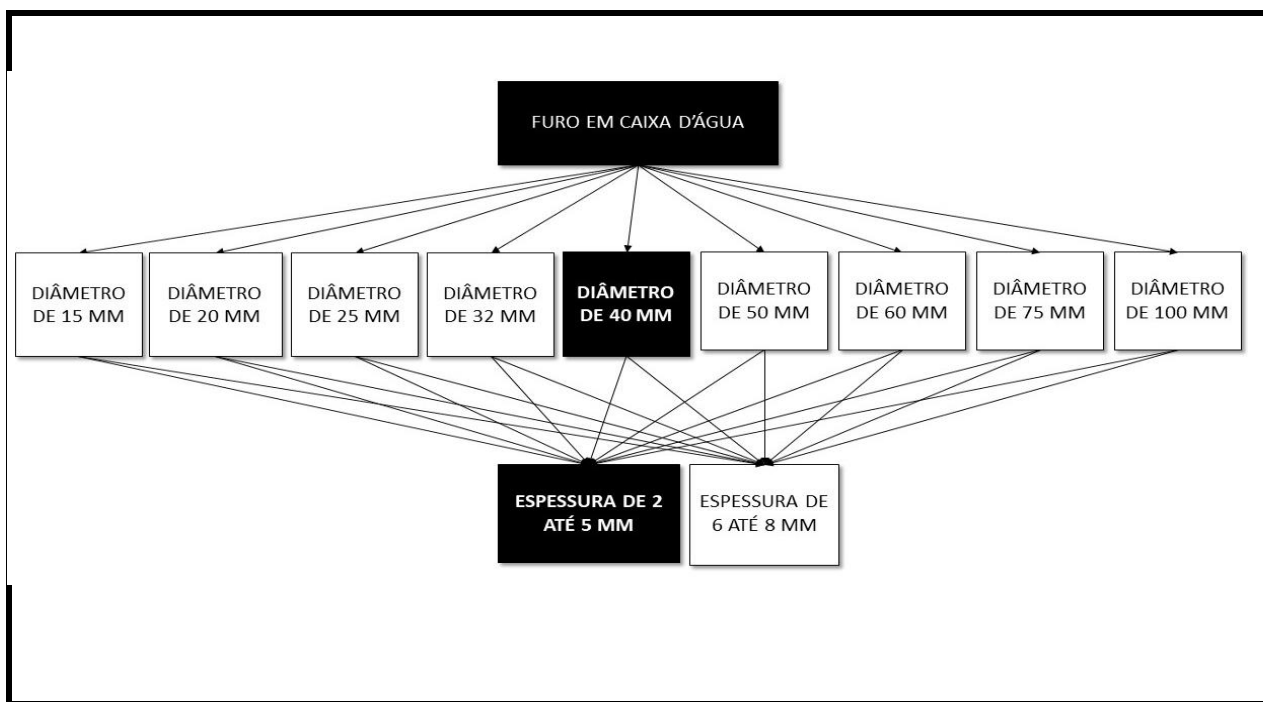 FURO EM CAIXA D'ÁGUA
DIÂMETRO
DE 15 MM
DIÂMETRO
DE 20 MM
DIÂMETRO
DE 25 MM
DIÂMETRO
DE 32 MM
DIÂMETRO
DE 40 MM
DIÂMETRO
DE 50 MM
DIÂMETRO
DE 60 MM
DIÂMETRO
DE 75 MM
DIÂMETRO
DE 100 MM
ESPESSURA DE 2
ATÉ 5 MM
ESPESSURA DE
6 ATÉ 8 MM